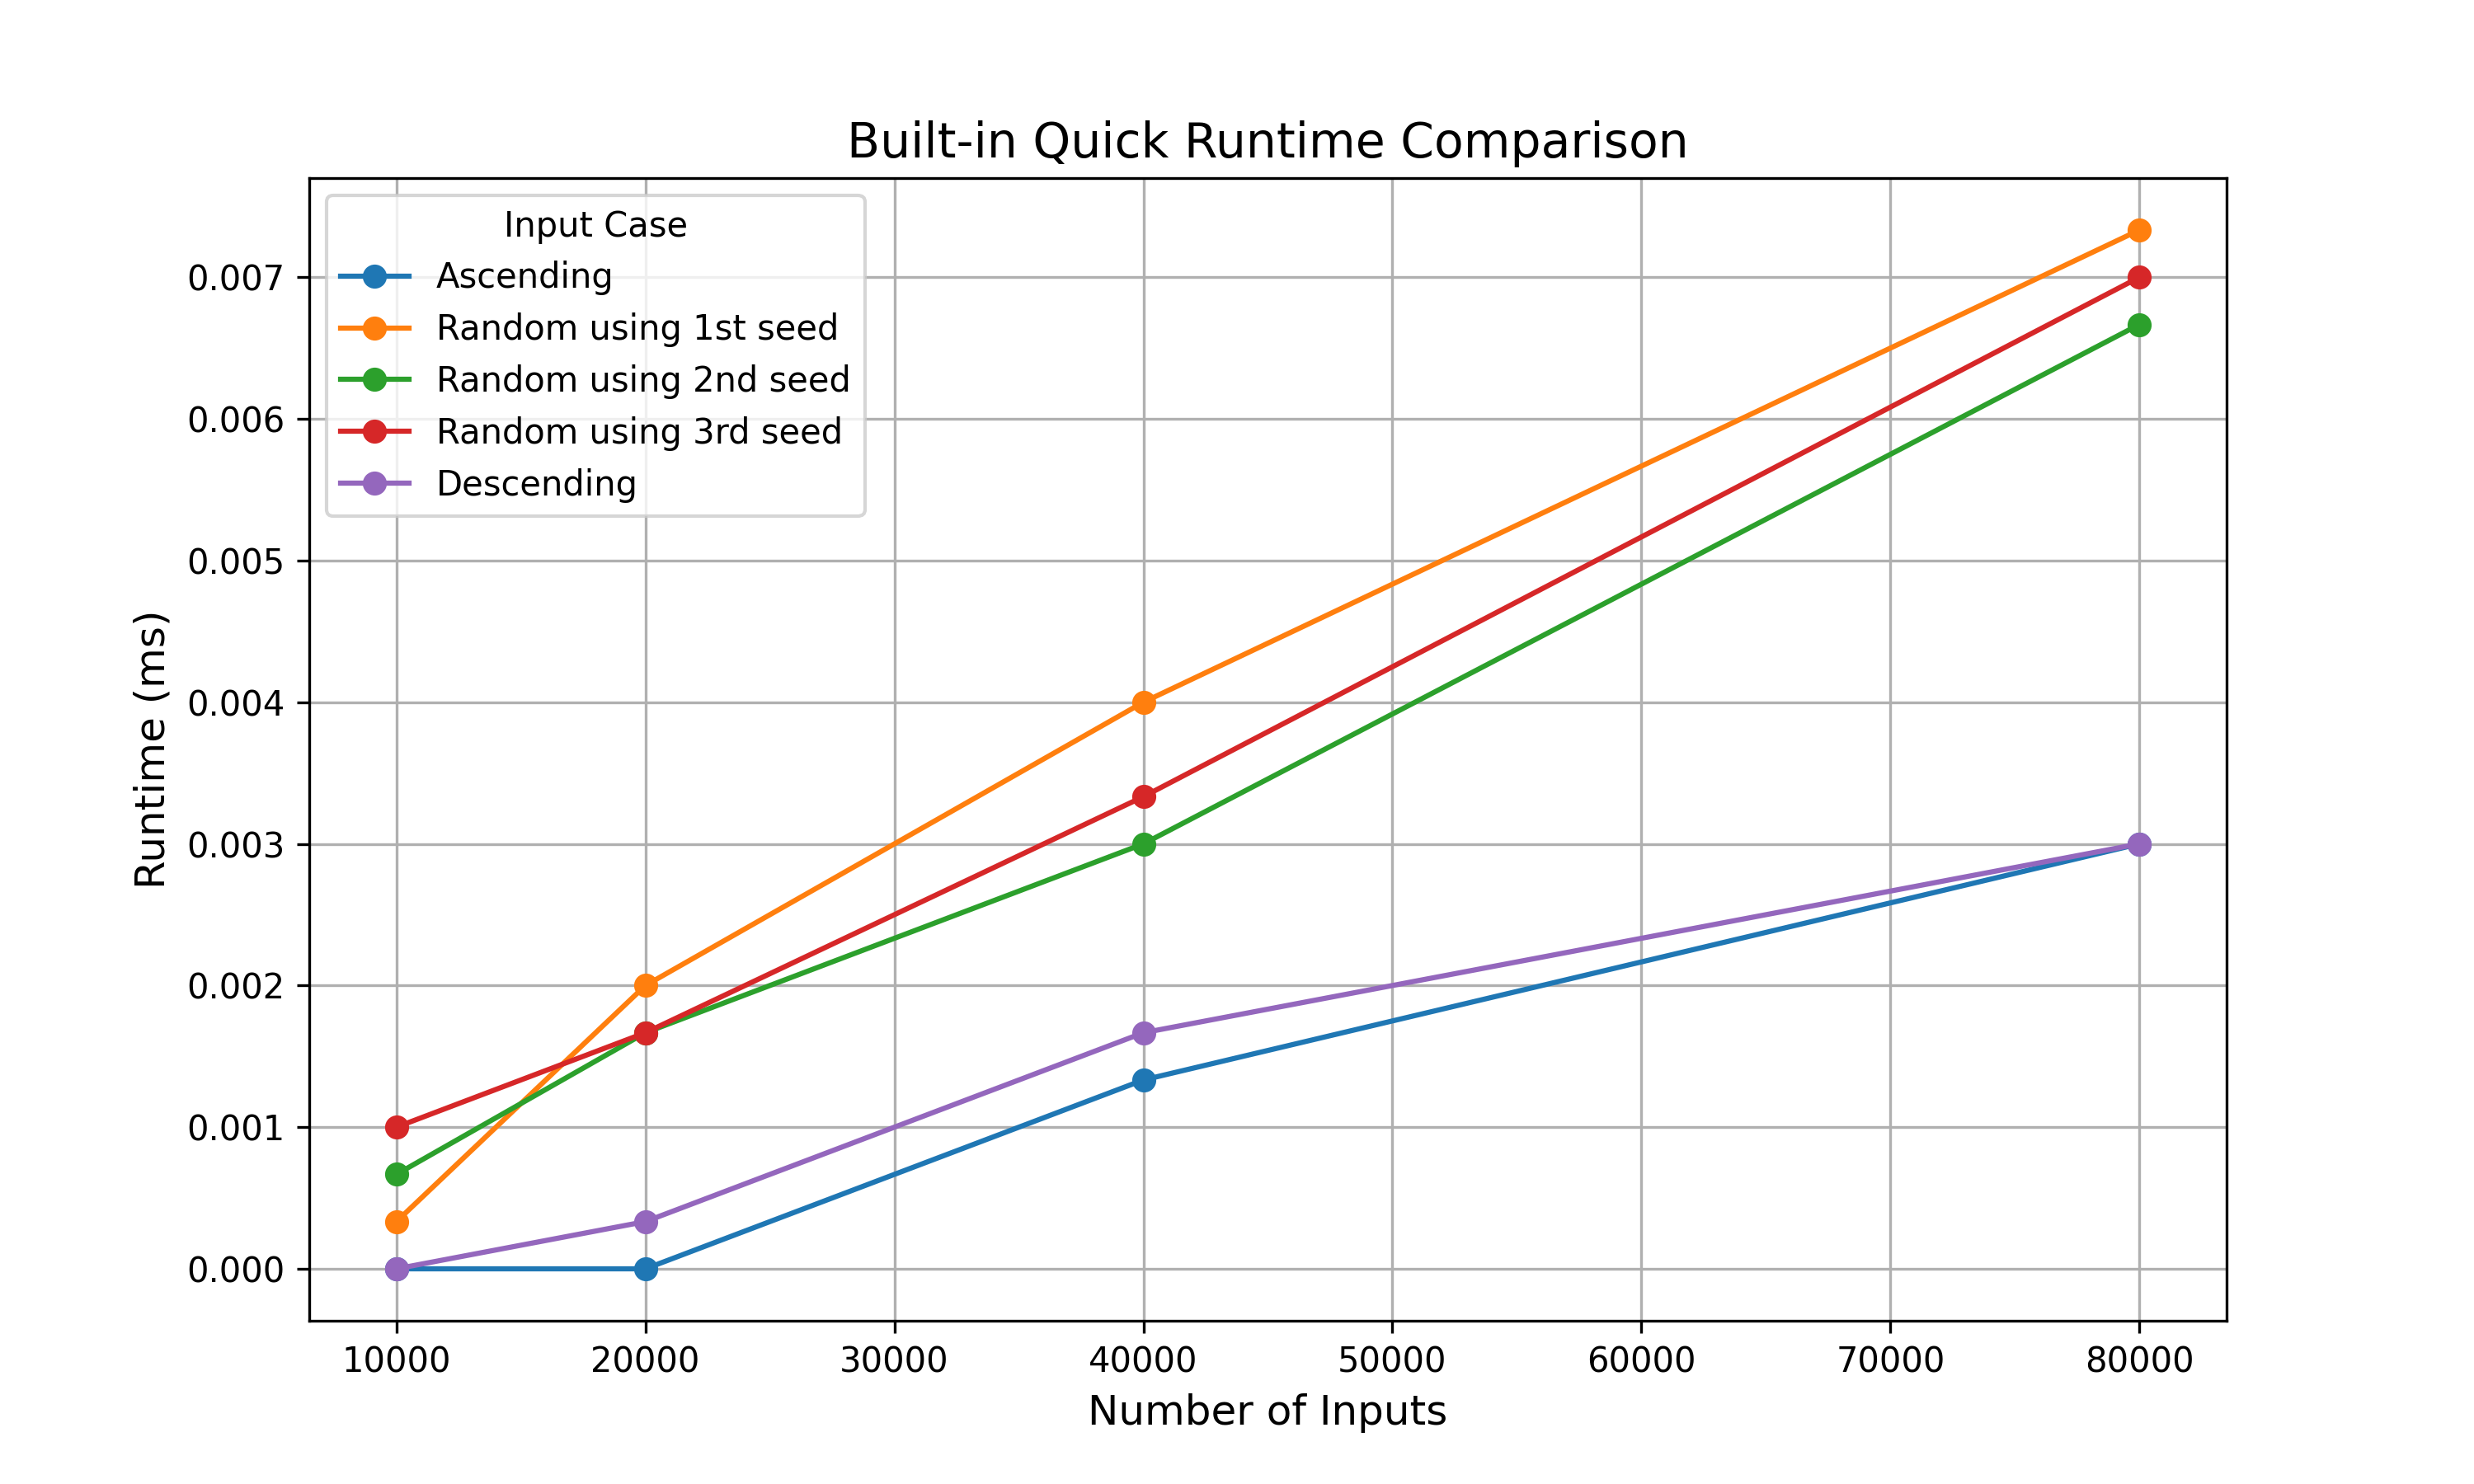 Built-in Quick Runtime Comparison
Input Case
Ascending
Random using 1st seed
Random using 2nd seed
Random using 3rd seed
Descending
Runtime (ms)
0.007
0.006
0.005
0.004
0.003
0.002
0.001
0.000
10000 20000 30000 40000 50000 60000 70000 80000
Number of Inputs